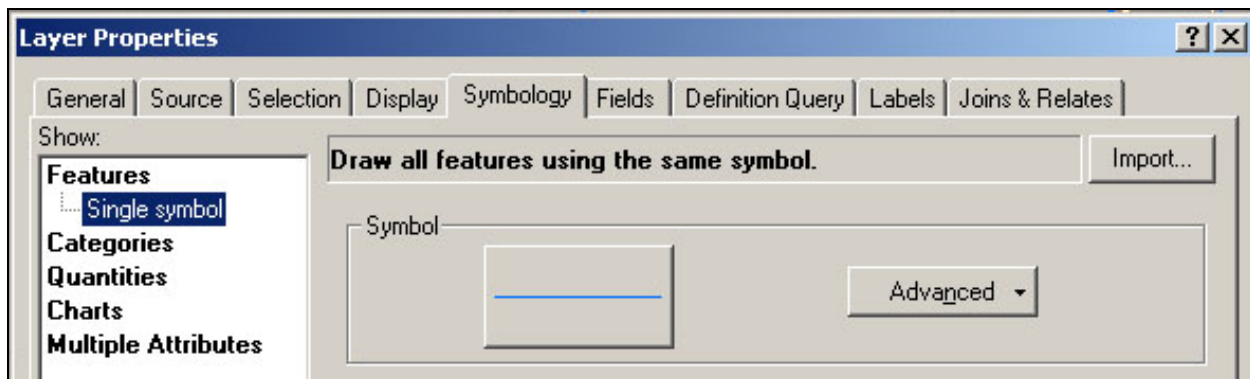 Layer Properties
General Source Selection Display Symbology Fields Definition Query Labels Joins & Relates
Show:
Features
Single symbol
Categories
Quantities
Charts
Multiple Attributes
Draw all features using the same symbol.
Import...
Symbol
Advanced